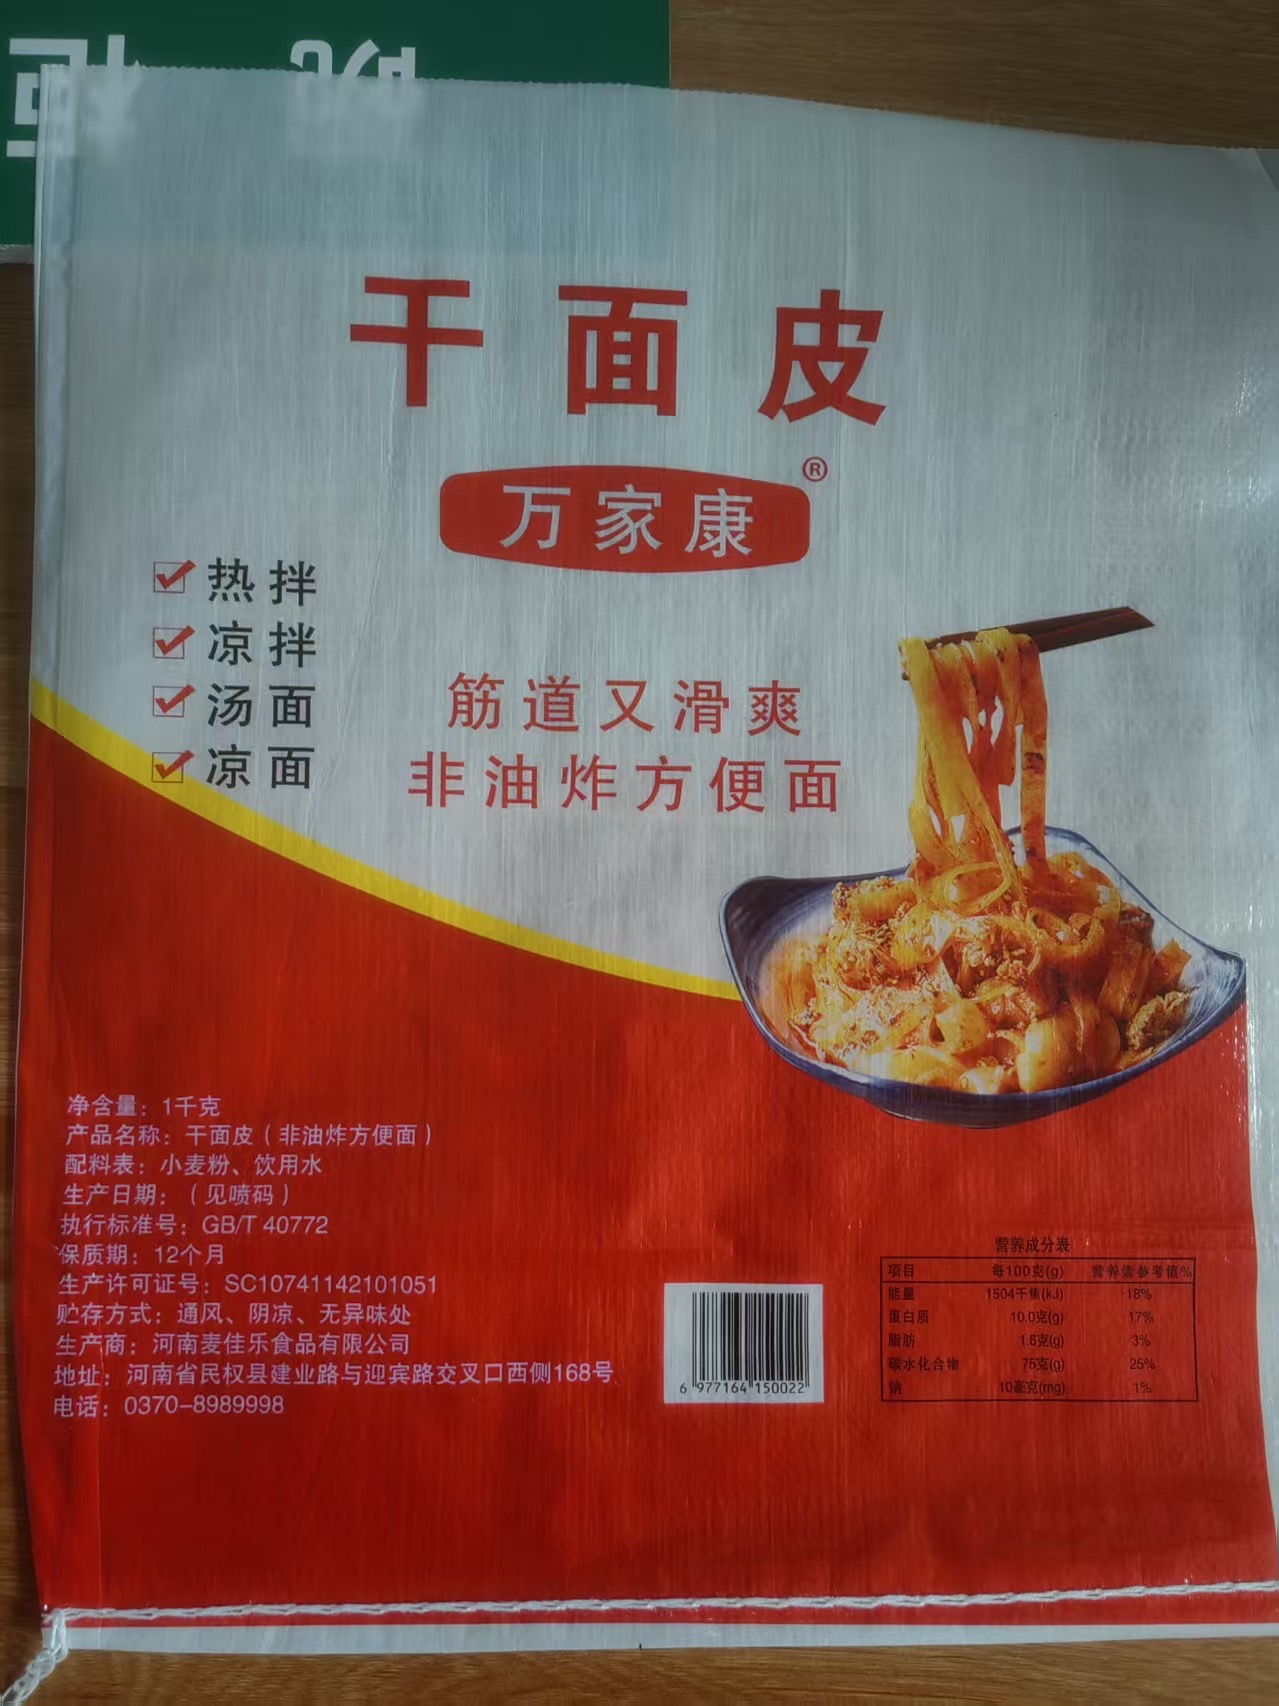 干面皮
万家康®
热拌
凉拌
汤面
凉面
筋道又滑爽
非油炸方便面
净含量：1千克
产品名称：干面皮（非油炸方便面）
配料表：小麦粉、饮用水
生产日期：（见喷码）
执行标准号：GB/T 40772
保质期：12个月
生产许可证号：SC10741142101051
贮存方式：通风、阴凉、无异味处
生产商：河南麦佳乐食品有限公司
地址：河南省民权县建业路与迎宾路交叉口西侧168号
电话：0370-8989998
6 977164 150022
营养成分表
项目 每100克(g) 营养素参考值%
能量 1504千焦(kJ) 18%
蛋白质 10.0克(g) 17%
脂肪 1.6克(g) 3%
碳水化合物 75克(g) 25%
钠 10毫克(mg) 1%